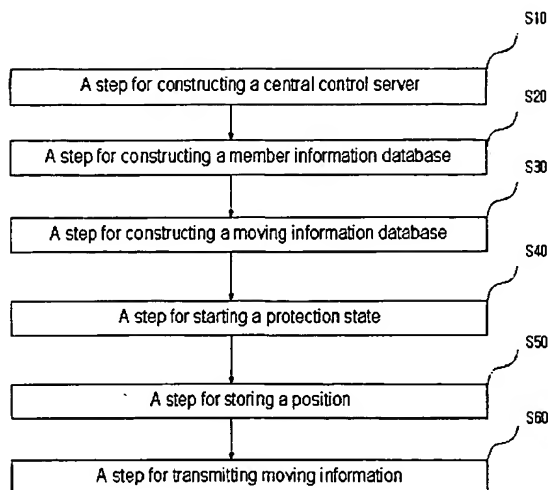 S10
A step for constructing a central control server
S20
A step for constructing a member information database
S30
A step for constructing a moving information database
S40
A step for starting a protection state
S50
A step for storing a position
S60
A step for transmitting moving information